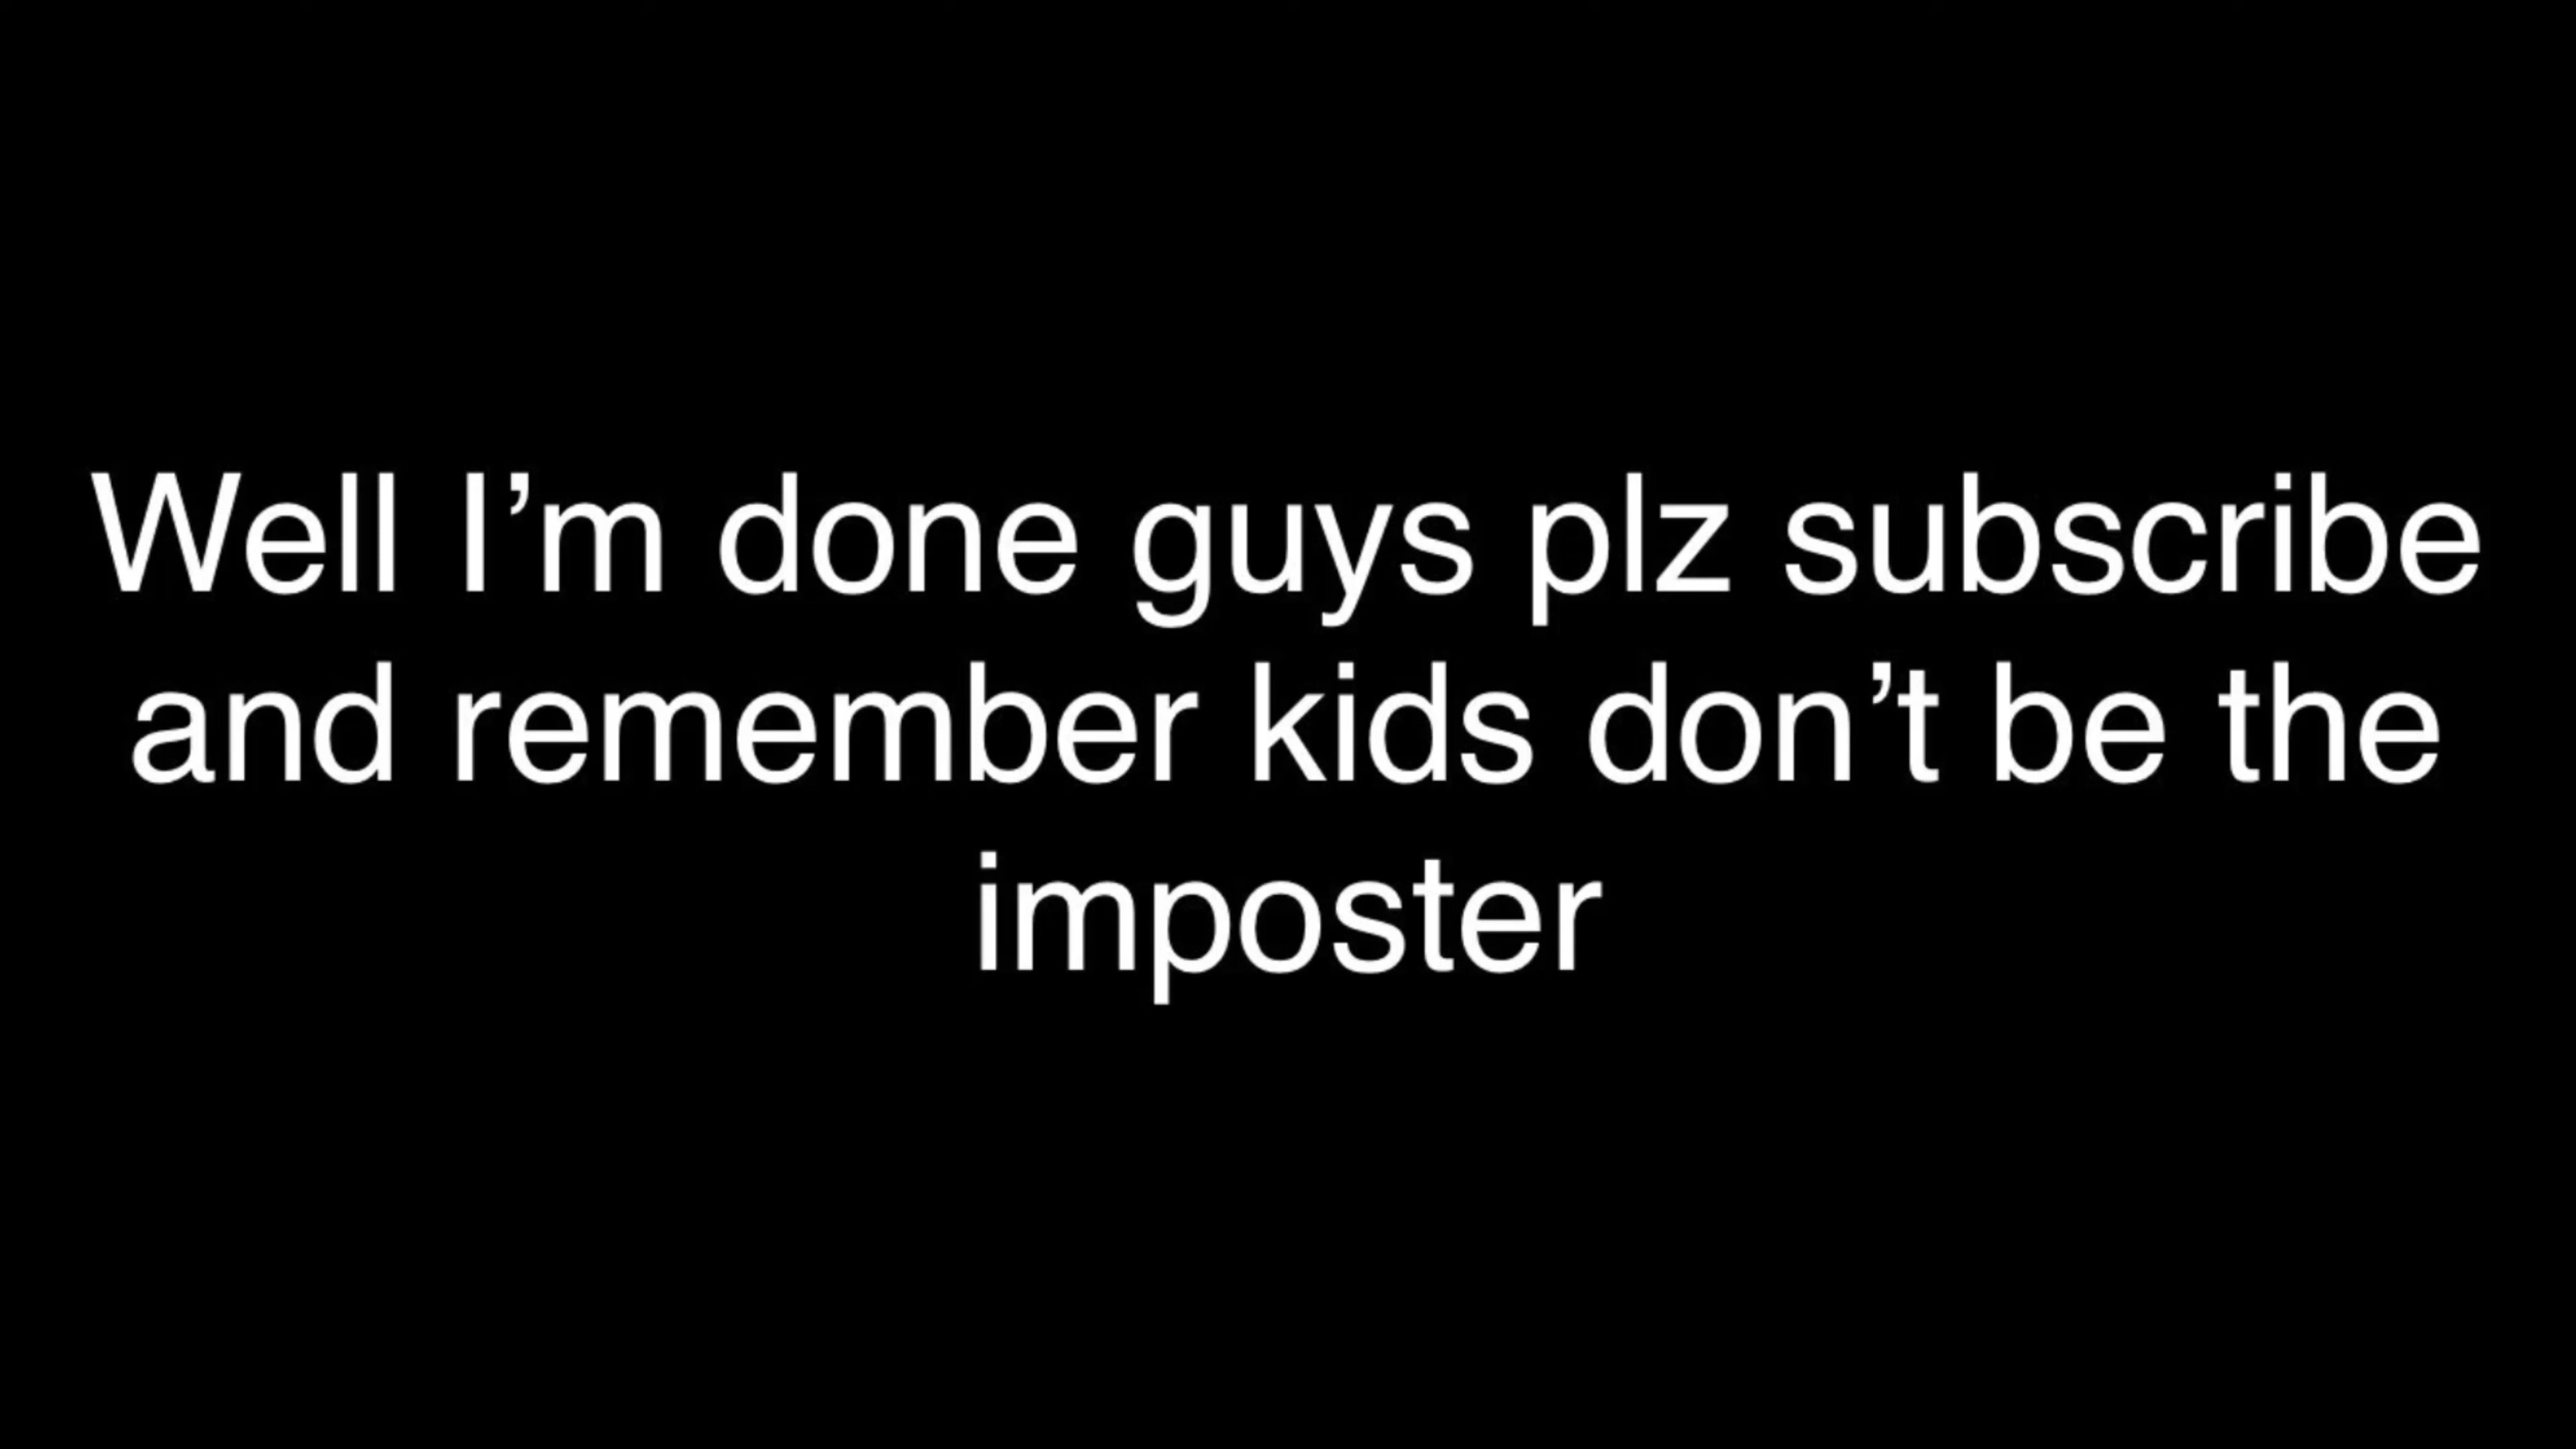 Well I’m done guys plz subscribe
and remember kids don’t be the
imposter